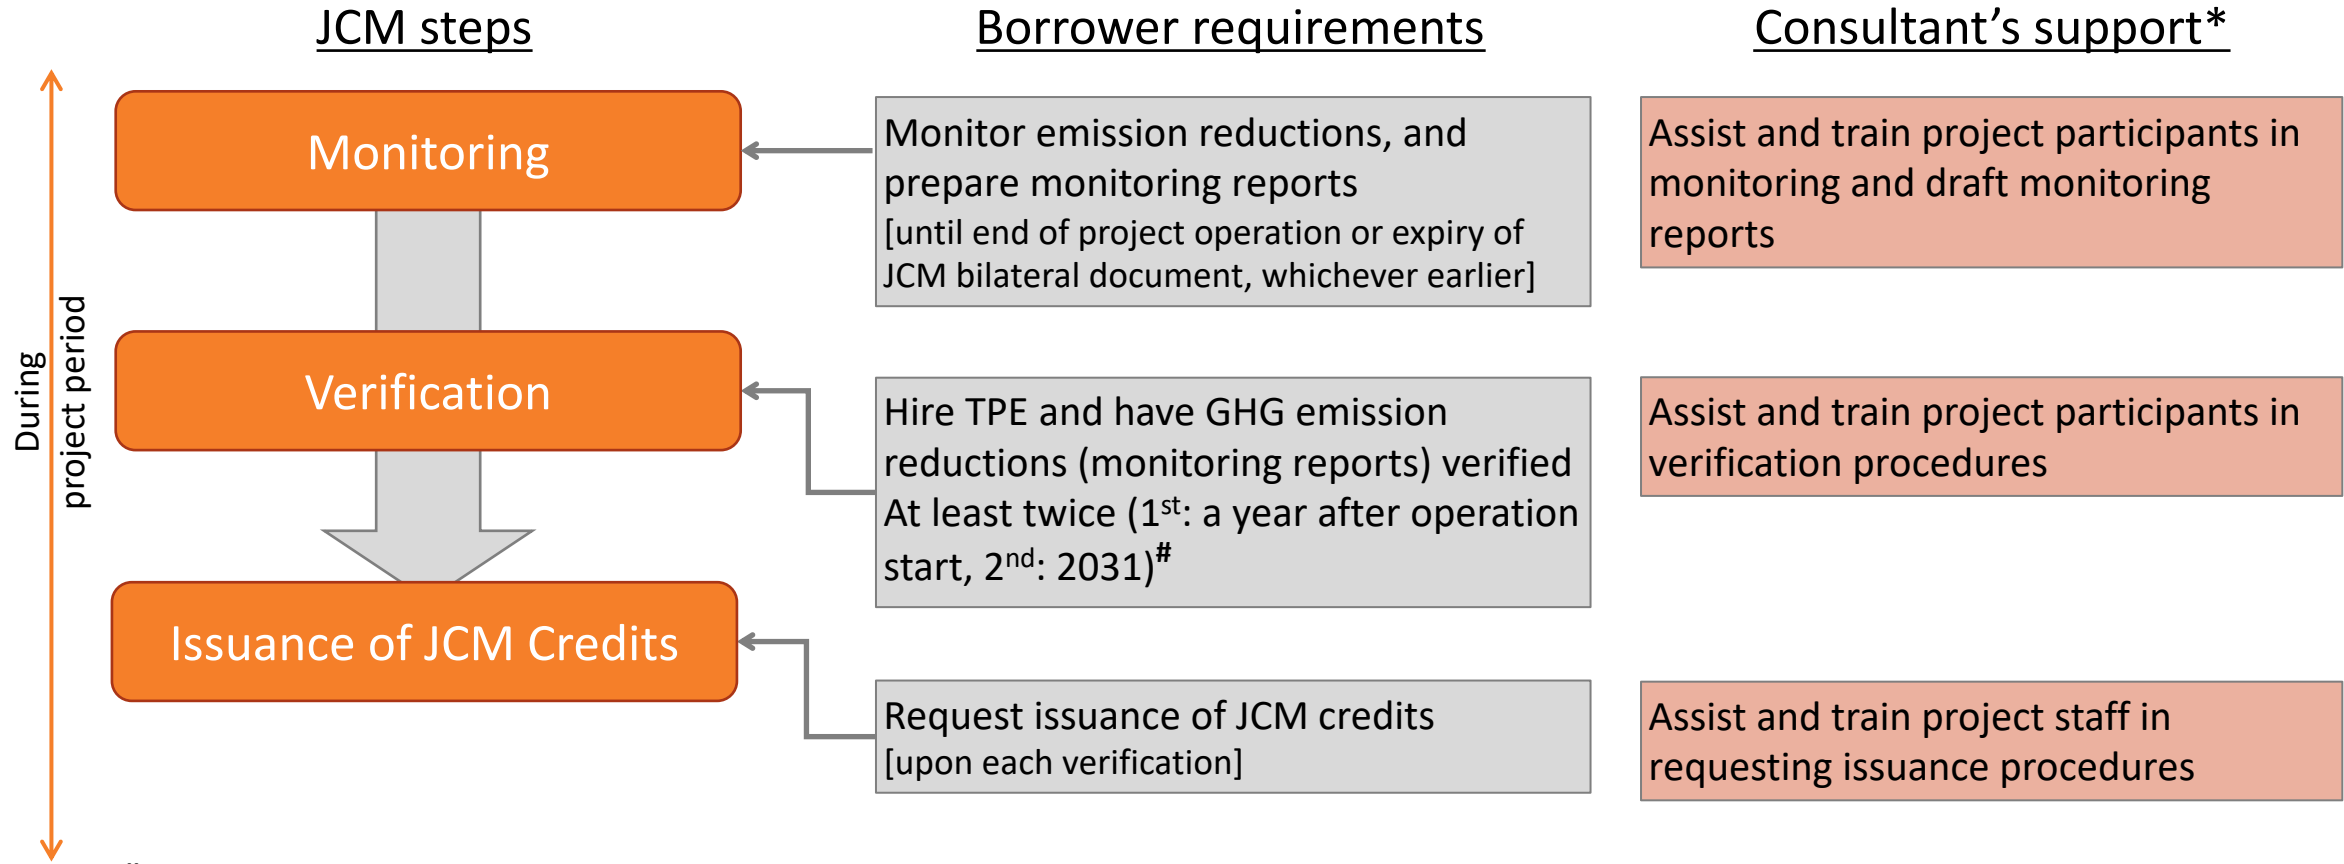 JCM steps
Borrower requirements
Consultant's support*
During
project period
Monitoring
Monitor emission reductions, and
prepare monitoring reports
[until end of project operation or expiry of
JCM bilateral document, whichever earlier]
Assist and train project participants in
monitoring and draft monitoring
reports
Verification
Hire TPE and have GHG emission
reductions (monitoring reports) verified
At least twice (1st: a year after operation
start, 2nd: 2031)#
Assist and train project participants in
verification procedures
Issuance of JCM Credits
Request issuance of JCM credits
[upon each verification]
Assist and train project staff in
requesting issuance procedures